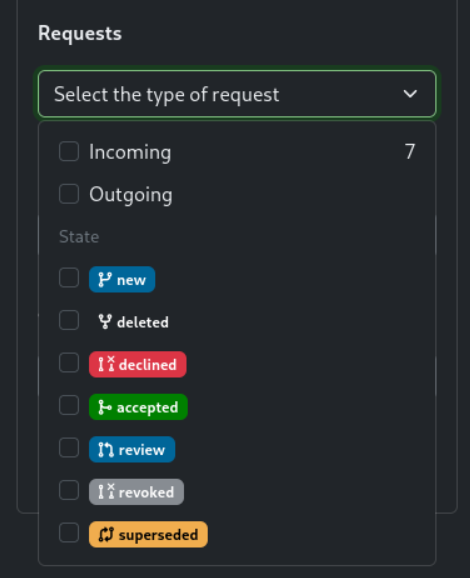 Requests
Select the type of request
Incoming 7
Outgoing
State
new
deleted
declined
accepted
review
revoked
superseded